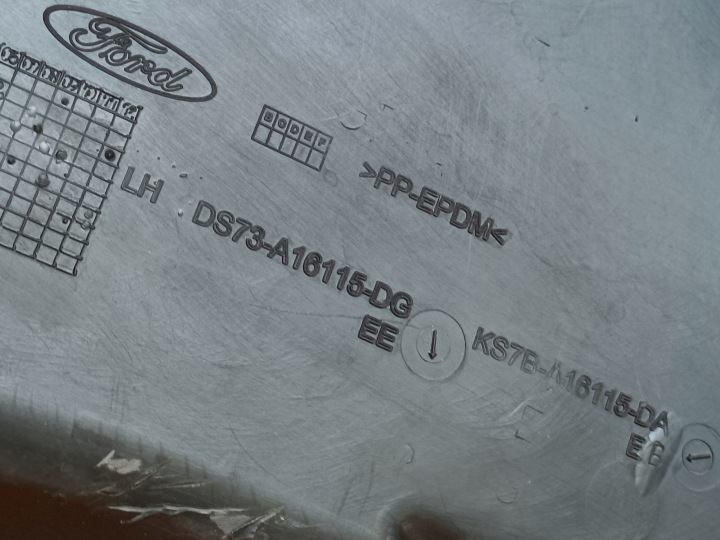 Ford
B C D E F
>PP-EPDM<
LH
DS73-A16115-DG
EE
KS7B-A16115-DA
E B